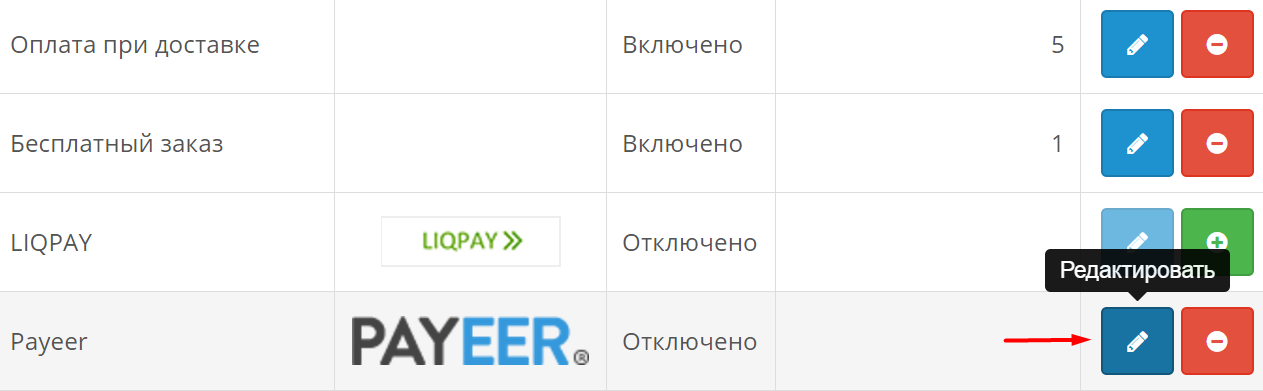 Оплата при доставке Включено 5
Бесплатный заказ Включено 1
LIQPAY LIQPAY Отключено
Редактировать
Payeer PAYEER® Отключено